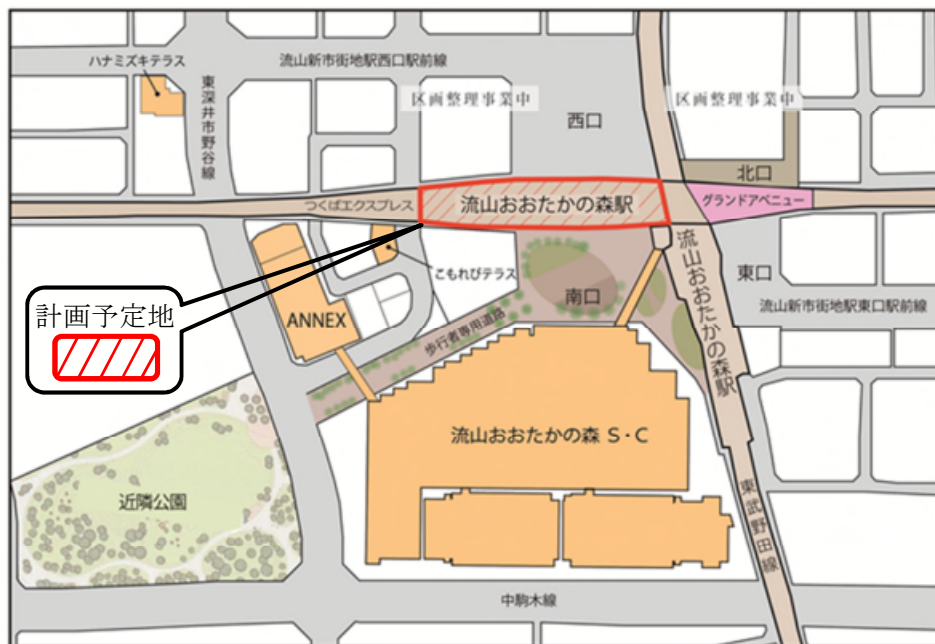 ハナミズキテラス
流山新市街地駅西口駅前線
東深井市野谷線
区画整理事業中
区画整理事業中
西口
北口
つくばエクスプレス
流山おおたかの森駅
グランドアベニュー
こもれびテラス
流山おおたかの森駅
東口
計画予定地
ANNEX
南口
流山新市街地駅東口駅前線
歩行者専用道路
流山おおたかの森 S・C
近隣公園
東武野田線
中駒木線